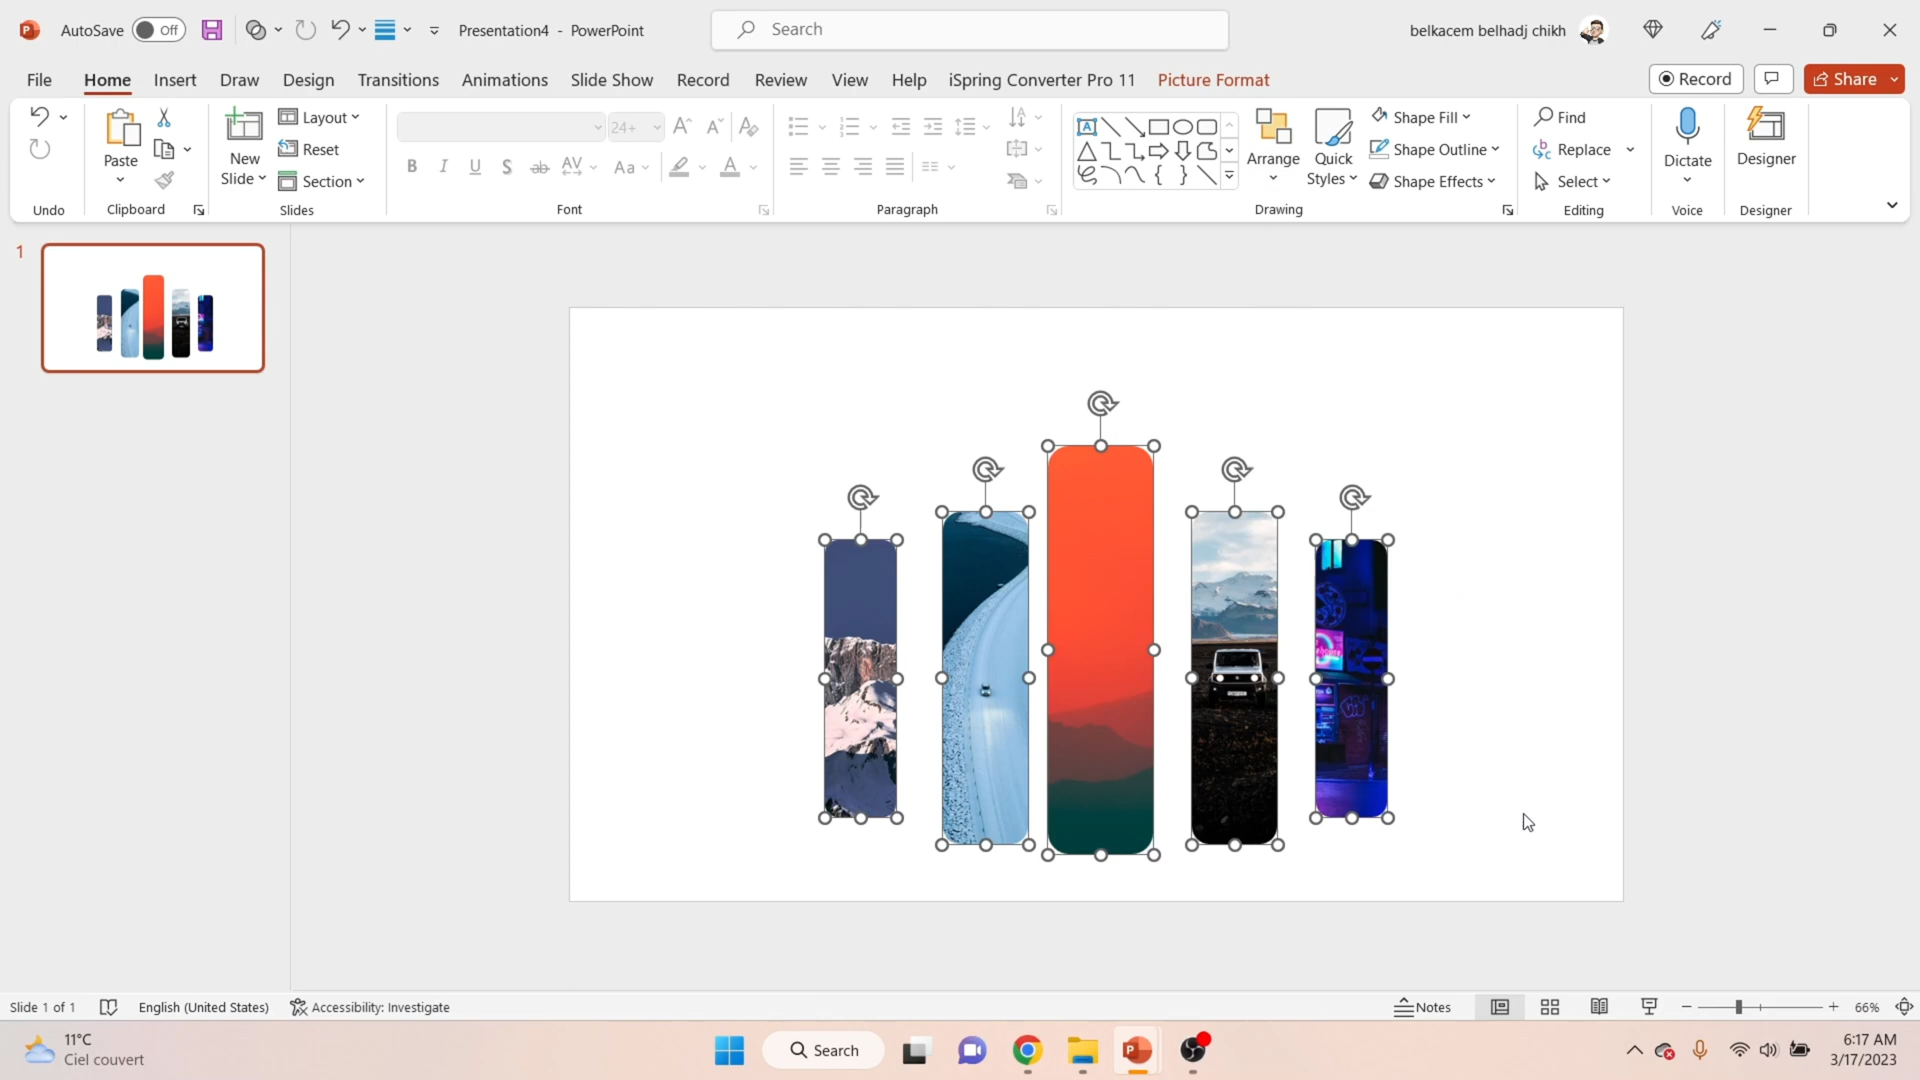 AutoSave Off Presentation4 - PowerPoint Search belkacem belhadj chikh
File Home Insert Draw Design Transitions Animations Slide Show Record Review View Help iSpring Converter Pro 11 Picture Format Record Share
Undo
Paste
Clipboard
New
Slide
Layout
Reset
Section
Slides
24+
B I U S ab AV Aa A
Font
Paragraph
Arrange
Quick
Styles
Shape Fill
Shape Outline
Shape Effects
Drawing
Find
Replace
Select
Editing
Dictate
Voice
Designer
Designer
1
Slide 1 of 1 English (United States) Accessibility: Investigate Notes 66%
11°C
Ciel couvert
Search
6:17 AM
3/17/2023